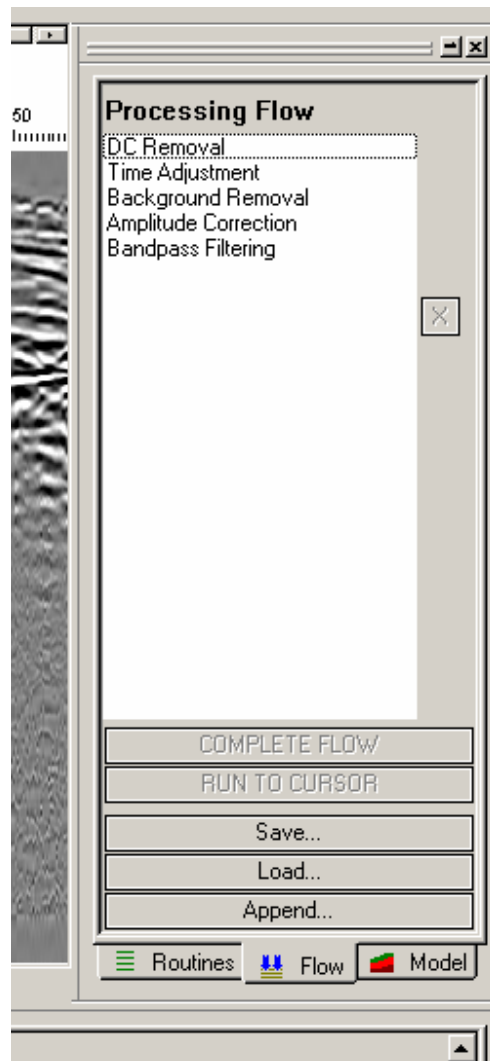 50
Processing Flow
DC Removal
Time Adjustment
Background Removal
Amplitude Correction
Bandpass Filtering
COMPLETE FLOW
RUN TO CURSOR
Save...
Load...
Append...
Routines Flow Model